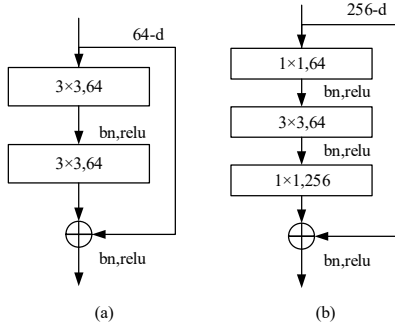 64-d
3×3,64
bn,relu
3×3,64
bn,relu
(a)
256-d
1×1,64
bn,relu
3×3,64
bn,relu
1×1,256
bn,relu
(b)